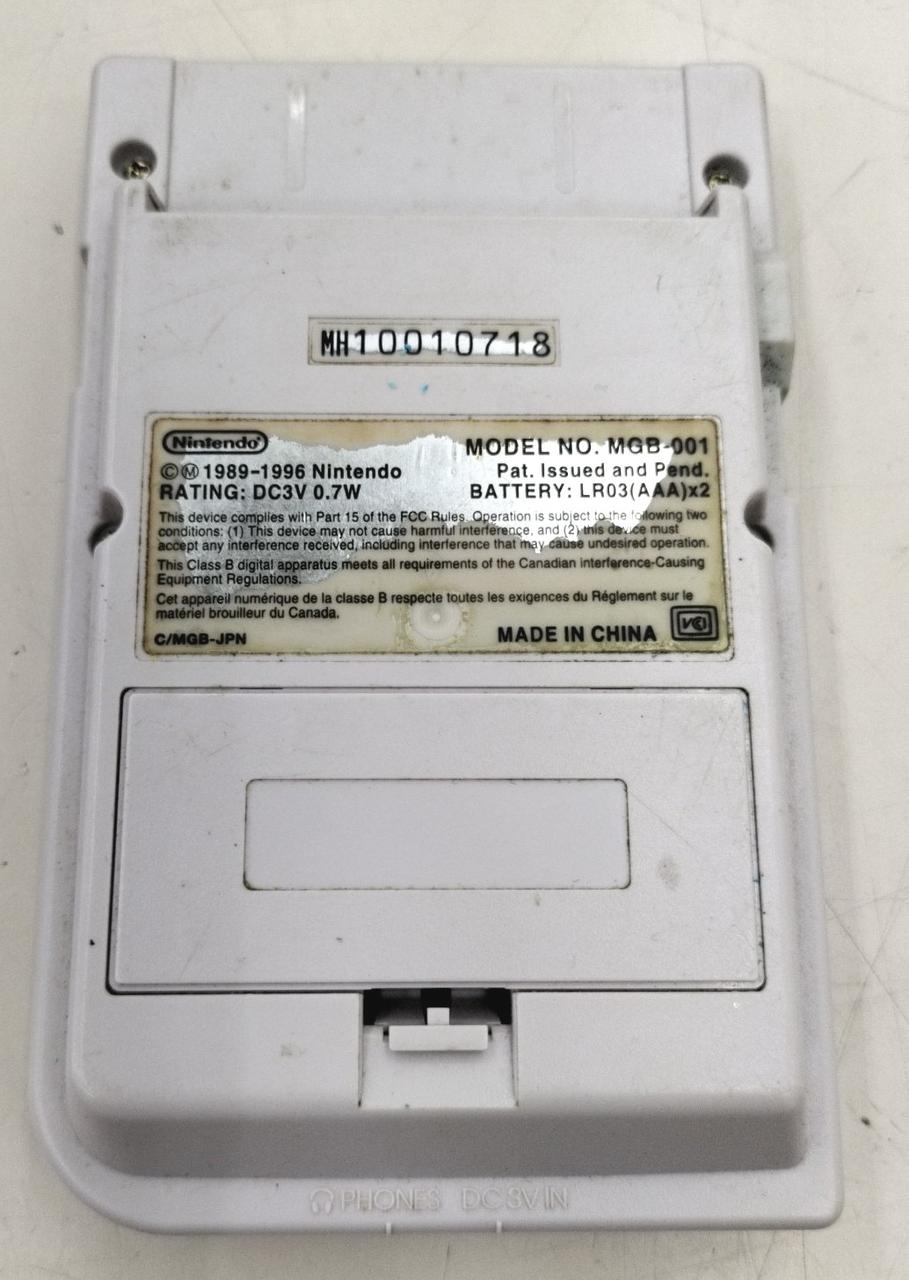 MH10010718
Nintendo®
MODEL NO. MGB-001
©Ⓜ 1989-1996 Nintendo
Pat. Issued and Pend.
RATING: DC3V 0.7W
BATTERY: LR03(AAA)x2
This device complies with Part 15 of the FCC Rules. Operation is subject to the following two
conditions: (1) This device may not cause harmful interference, and (2) this device must
accept any interference received, including interference that may cause undesired operation.
This Class B digital apparatus meets all requirements of the Canadian interference-Causing
Equipment Regulations.
Cet appareil numérique de la classe B respecte toutes les exigences du Réglement sur le
matériel brouilleur du Canada.
C/MGB-JPN
MADE IN CHINA
VCI
PHONES DC3V IN